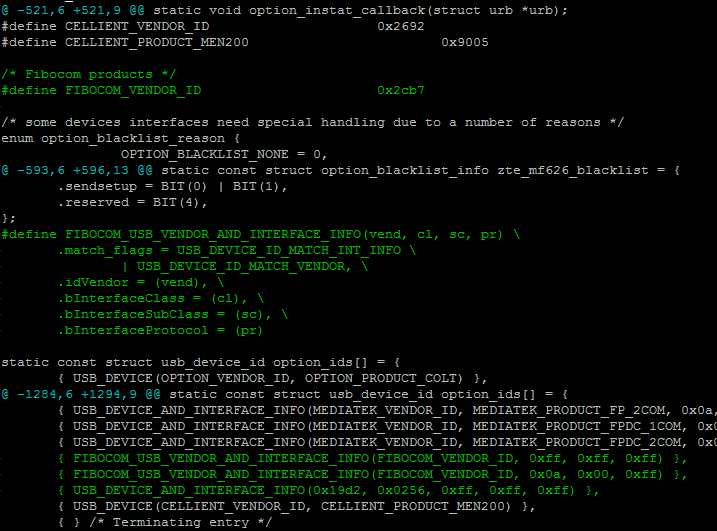 @ -521,6 +521,9 @@ static void option_instat_callback(struct urb *urb);
#define CELLIENT_VENDOR_ID 0x2692
#define CELLIENT_PRODUCT_MEN200 0x9005
/* Fibocom products */
#define FIBOCOM_VENDOR_ID 0x2cb7
/* some devices interfaces need special handling due to a number of reasons */
enum option_blacklist_reason {
OPTION_BLACKLIST_NONE = 0,
@ -593,6 +596,13 @@ static const struct option_blacklist_info zte_mf626_blacklist = {
.sendsetup = BIT(0) | BIT(1),
.reserved = BIT(4),
};
#define FIBOCOM_USB_VENDOR_AND_INTERFACE_INFO(vend, cl, sc, pr) \
.match_flags = USB_DEVICE_ID_MATCH_INT_INFO \
| USB_DEVICE_ID_MATCH_VENDOR, \
.idVendor = (vend), \
.bInterfaceClass = (cl), \
.bInterfaceSubClass = (sc), \
.bInterfaceProtocol = (pr)
static const struct usb_device_id option_ids[] = {
{ USB_DEVICE(OPTION_VENDOR_ID, OPTION_PRODUCT_COLT) },
@ -1284,6 +1294,9 @@ static const struct usb_device_id option_ids[] = {
{ USB_DEVICE_AND_INTERFACE_INFO(MEDIATEK_VENDOR_ID, MEDIATEK_PRODUCT_FP_2COM, 0x0a,
{ USB_DEVICE_AND_INTERFACE_INFO(MEDIATEK_VENDOR_ID, MEDIATEK_PRODUCT_FPDC_1COM, 0x0
{ USB_DEVICE_AND_INTERFACE_INFO(MEDIATEK_VENDOR_ID, MEDIATEK_PRODUCT_FPDC_2COM, 0x0
{ FIBOCOM_USB_VENDOR_AND_INTERFACE_INFO(FIBOCOM_VENDOR_ID, 0xff, 0xff, 0xff) },
{ FIBOCOM_USB_VENDOR_AND_INTERFACE_INFO(FIBOCOM_VENDOR_ID, 0x0a, 0x00, 0xff) },
{ USB_DEVICE_AND_INTERFACE_INFO(0x19d2, 0x0256, 0xff, 0xff, 0xff) },
{ USB_DEVICE(CELLIENT_VENDOR_ID, CELLIENT_PRODUCT_MEN200) },
{ } /* Terminating entry */